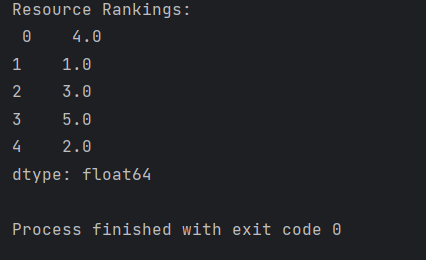 Resource Rankings:
 0    4.0
1    1.0
2    3.0
3    5.0
4    2.0
dtype: float64
Process finished with exit code 0